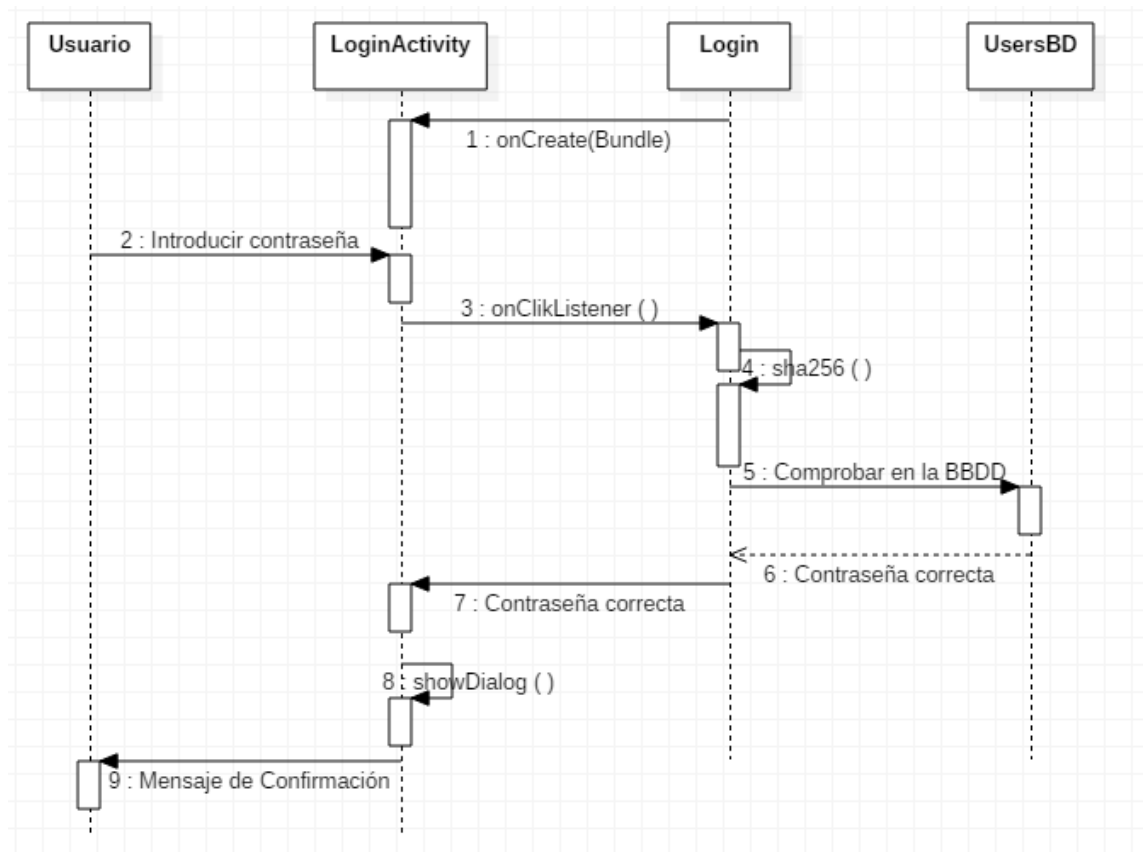 Usuario
LoginActivity
Login
UsersBD
1 : onCreate(Bundle)
2 : Introducir contraseña
3 : onClikListener ( )
4 : sha256 ( )
5 : Comprobar en la BBDD
6 : Contraseña correcta
7 : Contraseña correcta
8 : showDialog ( )
9 : Mensaje de Confirmación